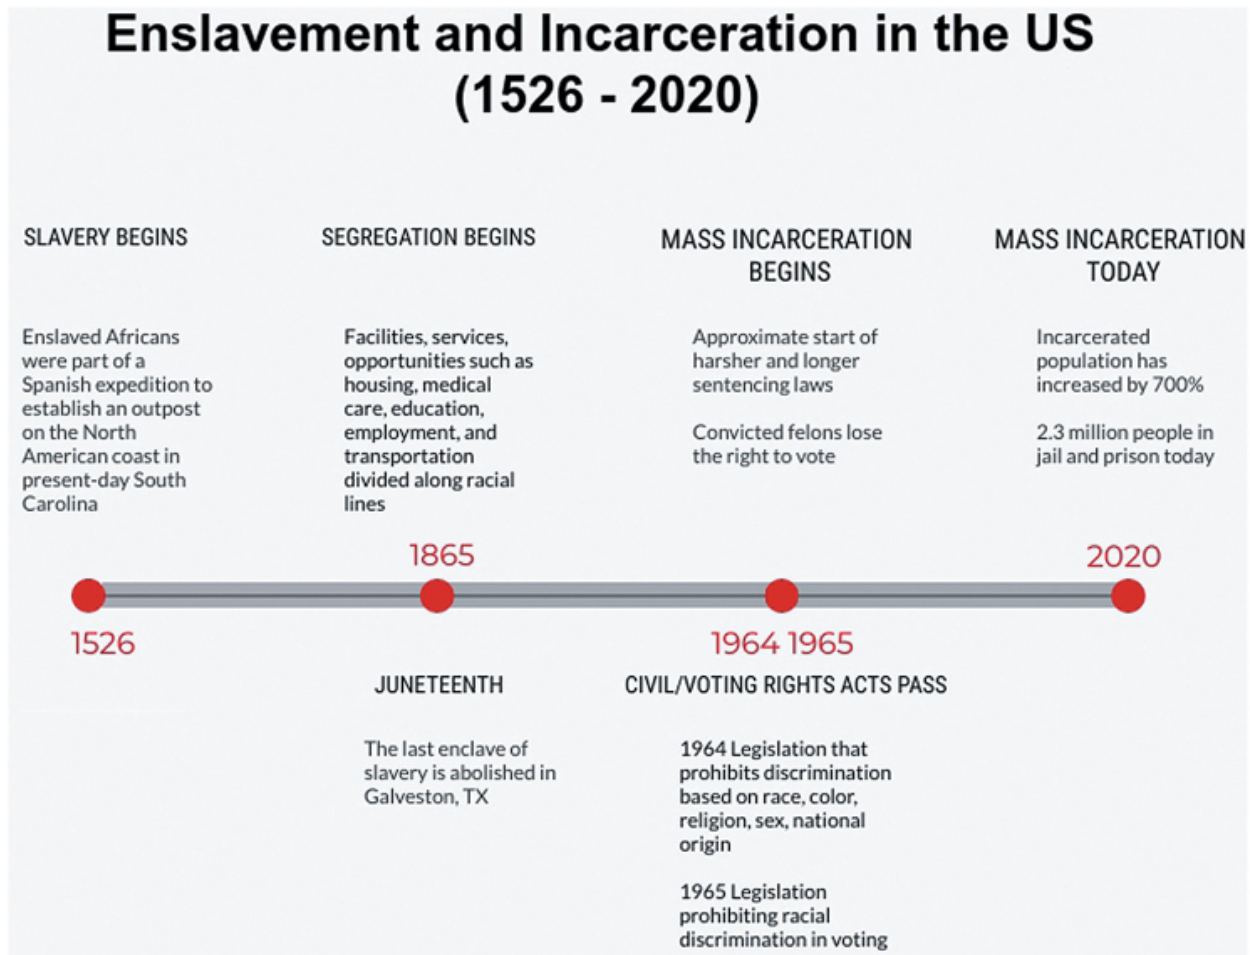 Enslavement and Incarceration in the US
(1526 - 2020)
SLAVERY BEGINS
Enslaved Africans
were part of a
Spanish expedition to
establish an outpost
on the North
American coast in
present-day South
Carolina
SEGREGATION BEGINS
Facilities, services,
opportunities such as
housing, medical
care, education,
employment, and
transportation
divided along racial
lines
MASS INCARCERATION
BEGINS
Approximate start of
harsher and longer
sentencing laws
Convicted felons lose
the right to vote
MASS INCARCERATION
TODAY
Incarcerated
population has
increased by 700%
2.3 million people in
jail and prison today
1865
2020
1526
1964 1965
JUNETEENTH
The last enclave of
slavery is abolished in
Galveston, TX
CIVIL/VOTING RIGHTS ACTS PASS
1964 Legislation that
prohibits discrimination
based on race, color,
religion, sex, national
origin
1965 Legislation
prohibiting racial
discrimination in voting